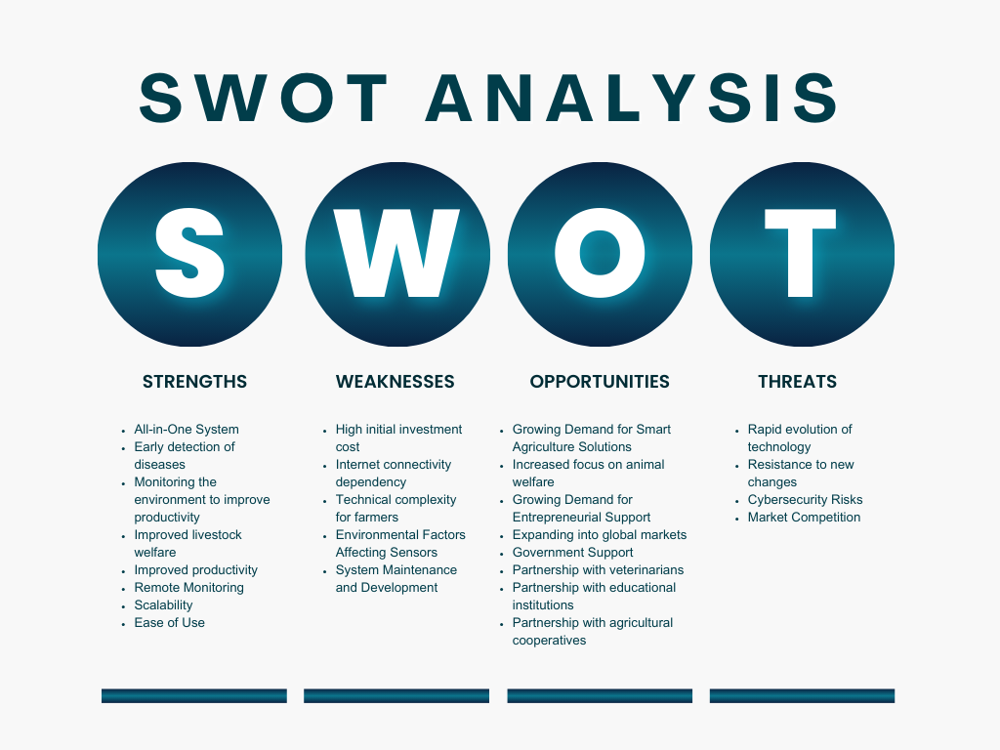 SWOT ANALYSIS
S
W
O
T
STRENGTHS
• All-in-One System
• Early detection of
diseases
• Monitoring the
environment to improve
productivity
• Improved livestock
welfare
• Improved productivity
• Remote Monitoring
• Scalability
• Ease of Use
WEAKNESSES
• High initial investment
cost
• Internet connectivity
dependency
• Technical complexity
for farmers
• Environmental Factors
Affecting Sensors
• System Maintenance
and Development
OPPORTUNITIES
• Growing Demand for Smart
Agriculture Solutions
• Increased focus on animal
welfare
• Growing Demand for
Entrepreneurial Support
• Expanding into global markets
• Government Support
• Partnership with veterinarians
• Partnership with educational
institutions
• Partnership with agricultural
cooperatives
THREATS
• Rapid evolution of
technology
• Resistance to new
changes
• Cybersecurity Risks
• Market Competition